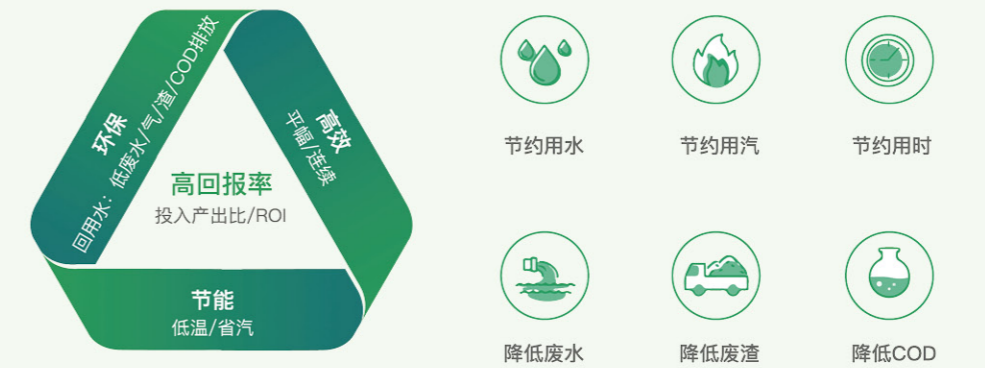 环保
回用水：低废水/气/渣/COD排放
高效
平幅/连续
高回报率
投入产出比/ROI
节能
低温/省汽
节约用水
节约用汽
节约用时
降低废水
降低废渣
降低COD